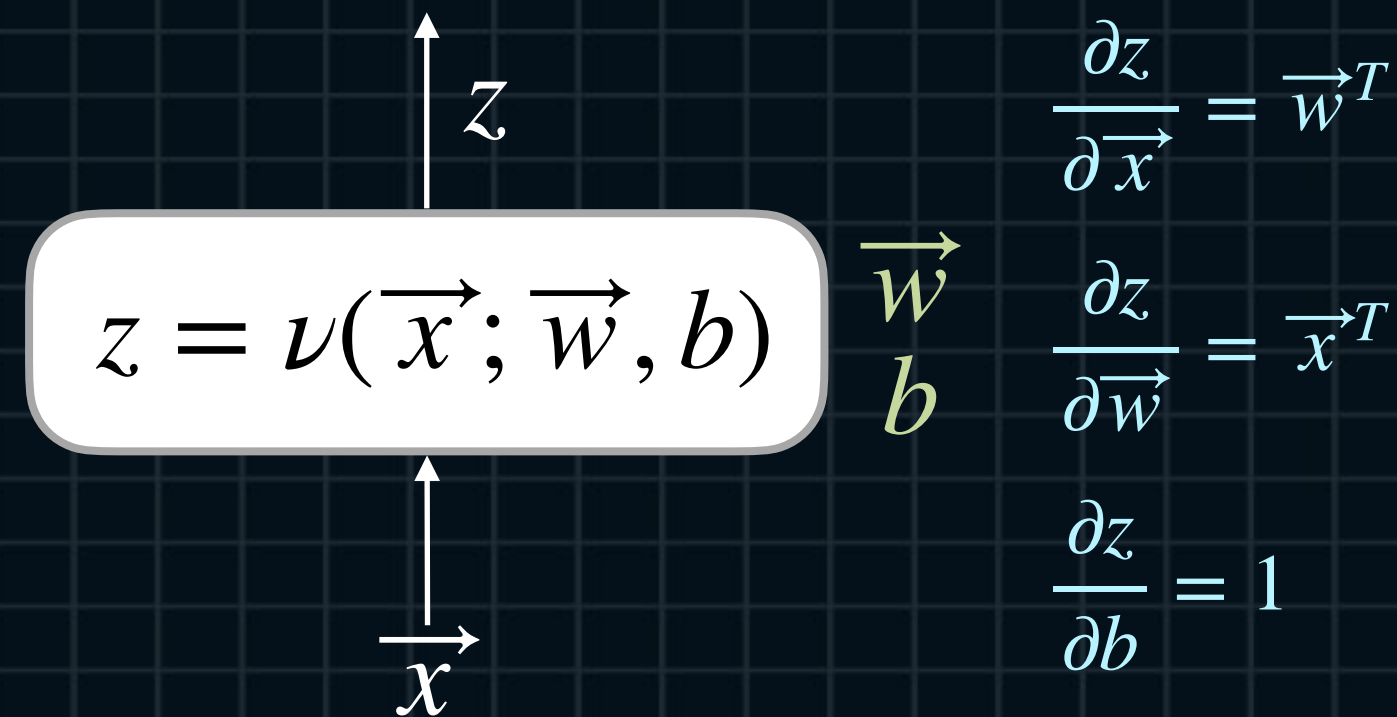 z
z = ν(x⃗; w⃗, b)
x⃗
w⃗
b
∂z/∂x⃗ = w⃗ᵀ
∂z/∂w⃗ = x⃗ᵀ
∂z/∂b = 1